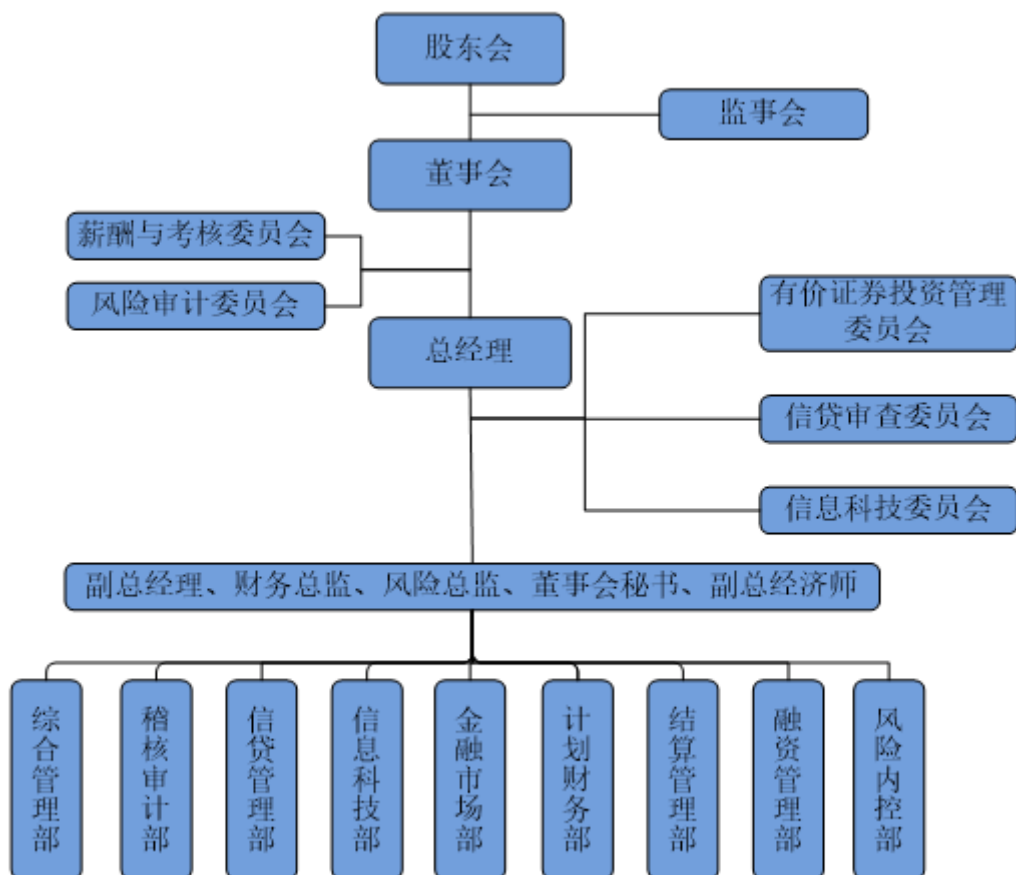 股东会
监事会
董事会
薪酬与考核委员会
风险审计委员会
有价证券投资管理
委员会
总经理
信贷审查委员会
信息科技委员会
副总经理、财务总监、风险总监、董事会秘书、副总经济师
综合管理部
稽核审计部
信贷管理部
信息科技部
金融市场部
计划财务部
结算管理部
融资管理部
风险内控部